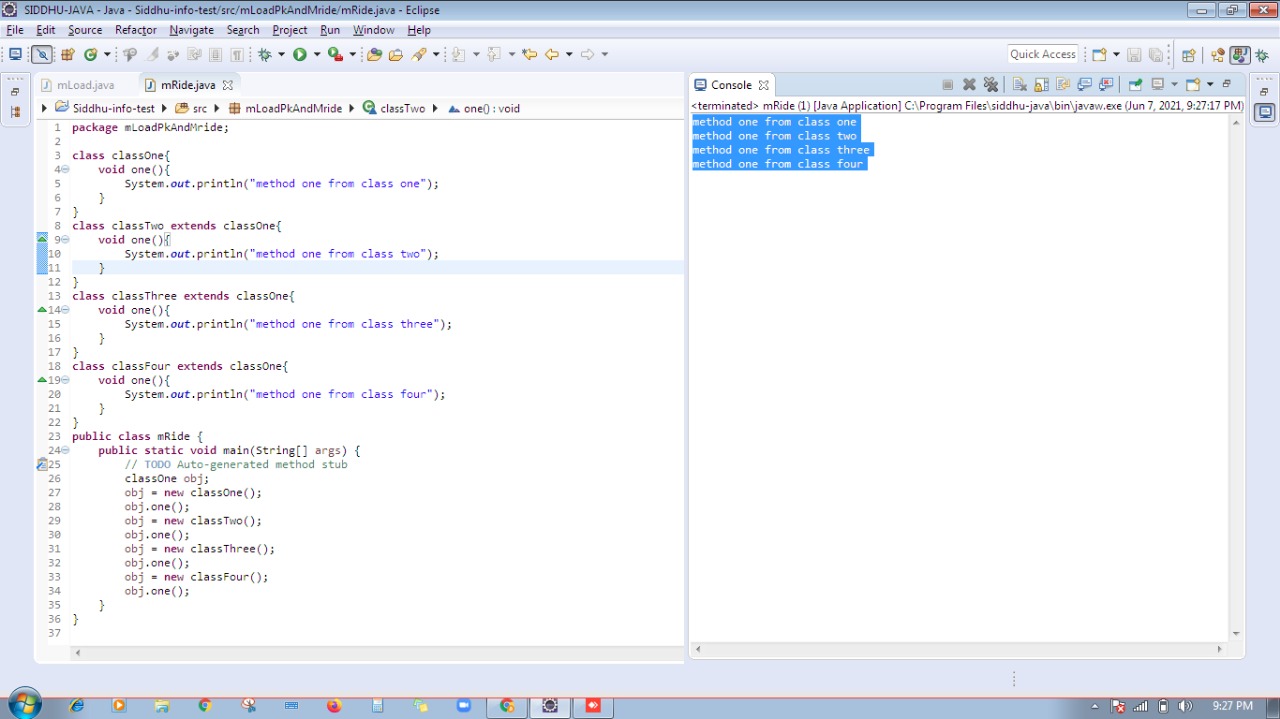 SIDDHU-JAVA - Java - Siddhu-info-test/src/mLoadPkAndMride/mRide.java - Eclipse
File Edit Source Refactor Navigate Search Project Run Window Help
Quick Access
mLoad.java mRide.java
Siddhu-info-test src mLoadPkAndMride classTwo one() : void
1 package mLoadPkAndMride;
2
3 class classOne{
4 void one(){
5 System.out.println("method one from class one");
6 }
7 }
8 class classTwo extends classOne{
9 void one(){
10 System.out.println("method one from class two");
11 }
12 }
13 class classThree extends classOne{
14 void one(){
15 System.out.println("method one from class three");
16 }
17 }
18 class classFour extends classOne{
19 void one(){
20 System.out.println("method one from class four");
21 }
22 }
23 public class mRide {
24 public static void main(String[] args) {
25 // TODO Auto-generated method stub
26 classOne obj;
27 obj = new classOne();
28 obj.one();
29 obj = new classTwo();
30 obj.one();
31 obj = new classThree();
32 obj.one();
33 obj = new classFour();
34 obj.one();
35 }
36 }
37
Console
<terminated> mRide (1) [Java Application] C:\Program Files\siddhu-java\bin\javaw.exe (Jun 7, 2021, 9:27:17 PM)
method one from class one
method one from class two
method one from class three
method one from class four
9:27 PM